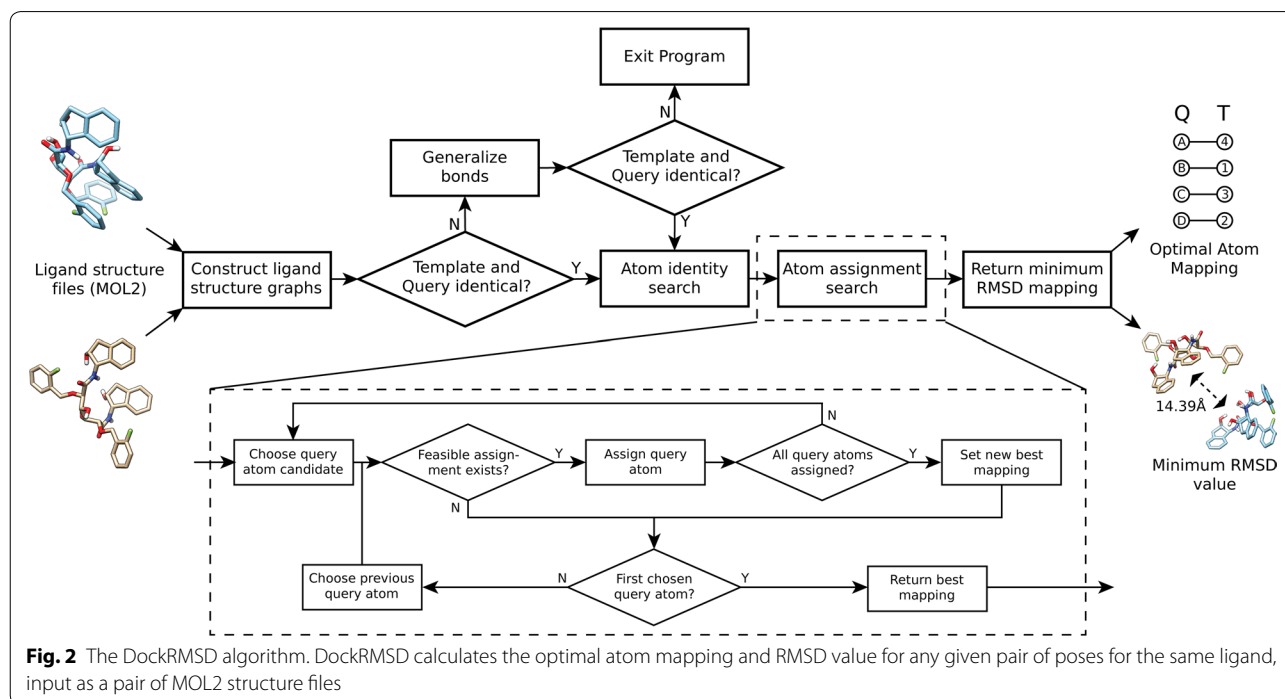 Exit Program
N
Generalize
bonds
Template and
Query identical?
N
Y
Ligand structure
files (MOL2)
Construct ligand
structure graphs
Template and
Query identical?
Y
Atom identity
search
Atom assignment
search
Return minimum
RMSD mapping
Q T
A 4
B 1
C 3
D 2
Optimal Atom
Mapping
14.39Å
Minimum RMSD
value
N
Choose query
atom candidate
Feasible assign-
ment exists?
Y
Assign query
atom
All query atoms
assigned?
Y
Set new best
mapping
N
Choose previous
query atom
N
First chosen
query atom?
Y
Return best
mapping
Fig. 2 The DockRMSD algorithm. DockRMSD calculates the optimal atom mapping and RMSD value for any given pair of poses for the same ligand,
input as a pair of MOL2 structure files